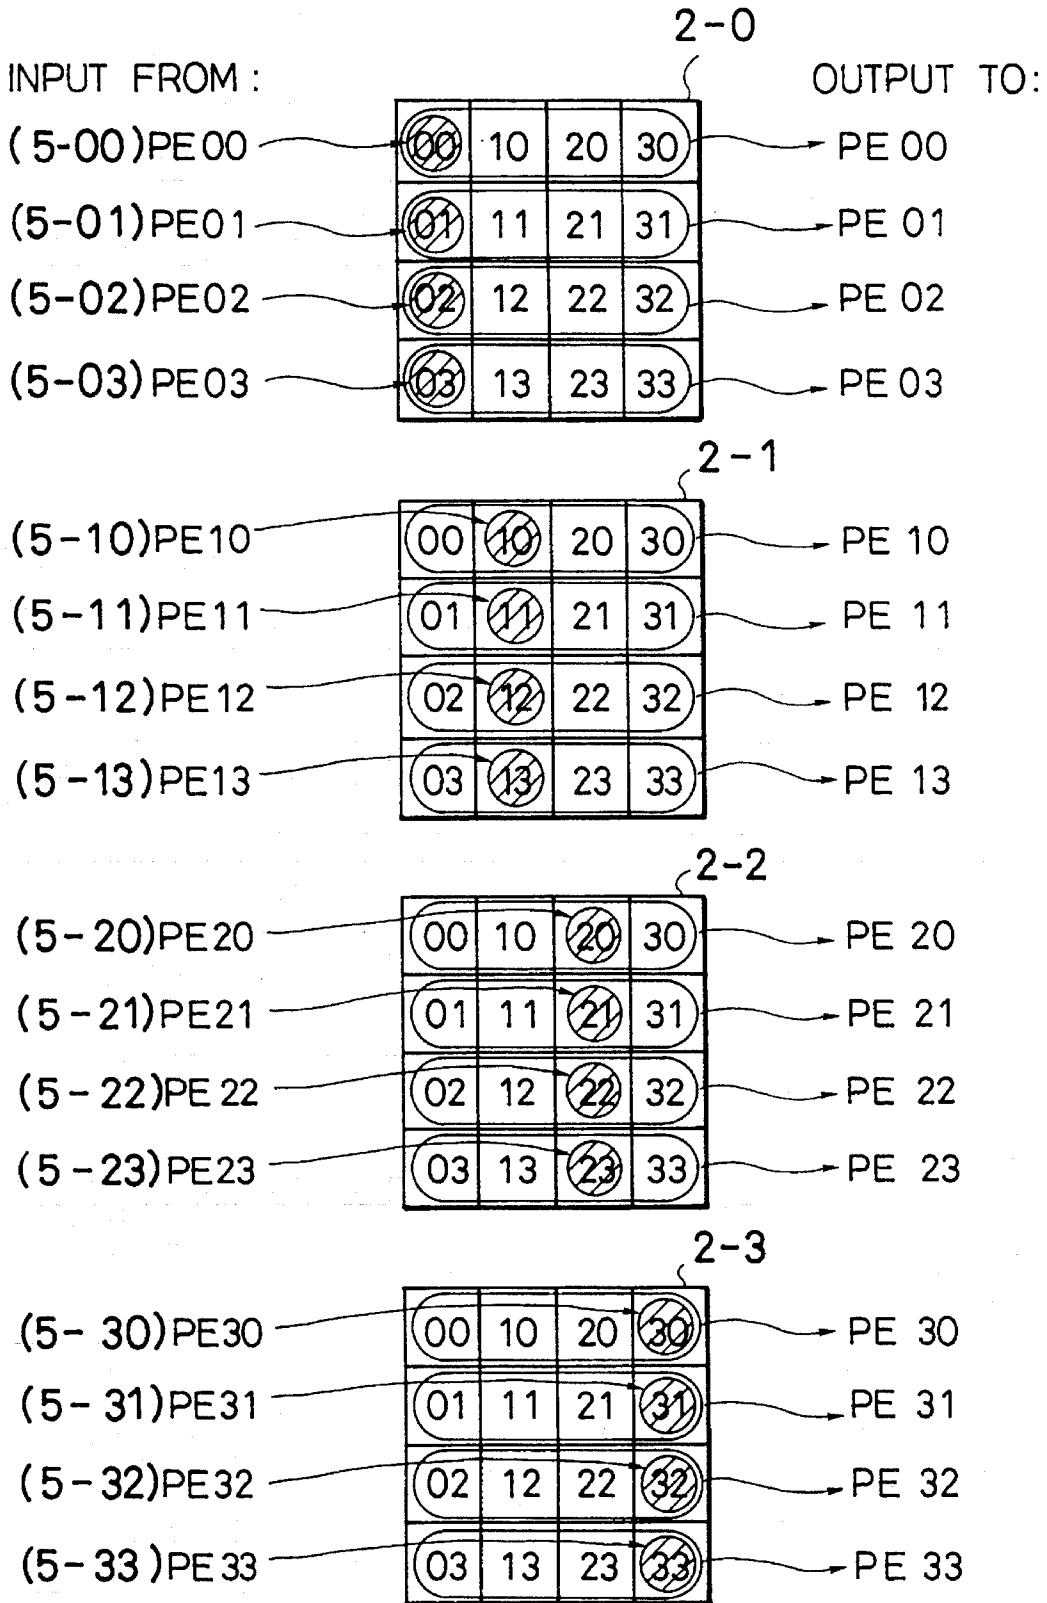 2-0
INPUT FROM: OUTPUT TO:
(5-00)PE00 00 10 20 30 PE 00
(5-01)PE01 01 11 21 31 PE 01
(5-02)PE02 02 12 22 32 PE 02
(5-03)PE03 03 13 23 33 PE 03
2-1
(5-10)PE10 00 10 20 30 PE 10
(5-11)PE11 01 11 21 31 PE 11
(5-12)PE12 02 12 22 32 PE 12
(5-13)PE13 03 13 23 33 PE 13
2-2
(5-20)PE20 00 10 20 30 PE 20
(5-21)PE21 01 11 21 31 PE 21
(5-22)PE22 02 12 22 32 PE 22
(5-23)PE23 03 13 23 33 PE 23
2-3
(5-30)PE30 00 10 20 30 PE 30
(5-31)PE31 01 11 21 31 PE 31
(5-32)PE32 02 12 22 32 PE 32
(5-33)PE33 03 13 23 33 PE 33